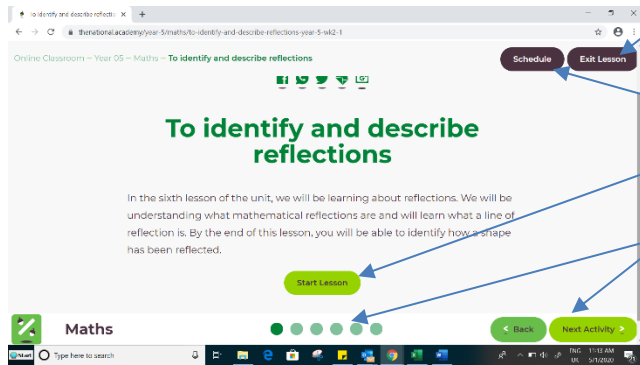 To identify and describe reflecti
thenational.academy/year-5/maths/to-identify-and-describe-reflections-year-5-wk2-1
Online Classroom – Year 05 – Maths – To identify and describe reflections
Schedule
Exit Lesson
To identify and describe
reflections
In the sixth lesson of the unit, we will be learning about reflections. We will be
understanding what mathematical reflections are and will learn what a line of
reflection is. By the end of this lesson, you will be able to identify how a shape
has been reflected.
Start Lesson
Maths
< Back
Next Activity >
Start
Type here to search
ENG 11:13 AM
UK 5/1/2020